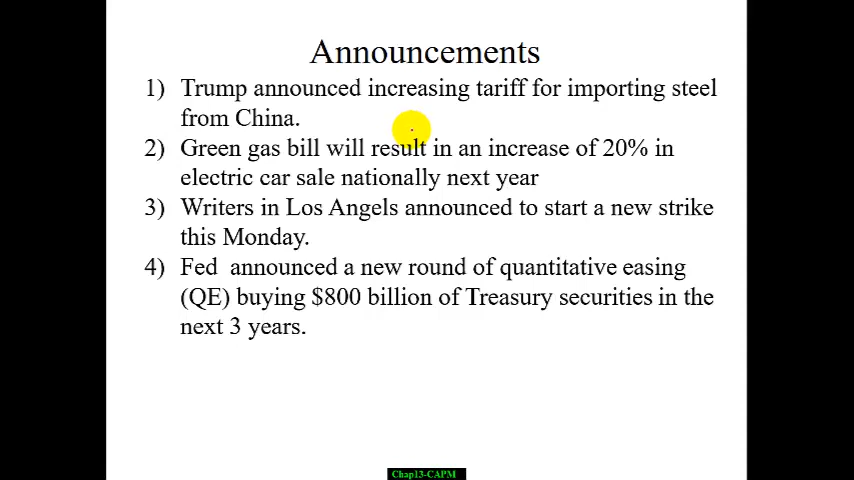 Announcements
1) Trump announced increasing tariff for importing steel
from China.
2) Green gas bill will result in an increase of 20% in
electric car sale nationally next year
3) Writers in Los Angels announced to start a new strike
this Monday.
4) Fed announced a new round of quantitative easing
(QE) buying $800 billion of Treasury securities in the
next 3 years.
Chap13-CAPM